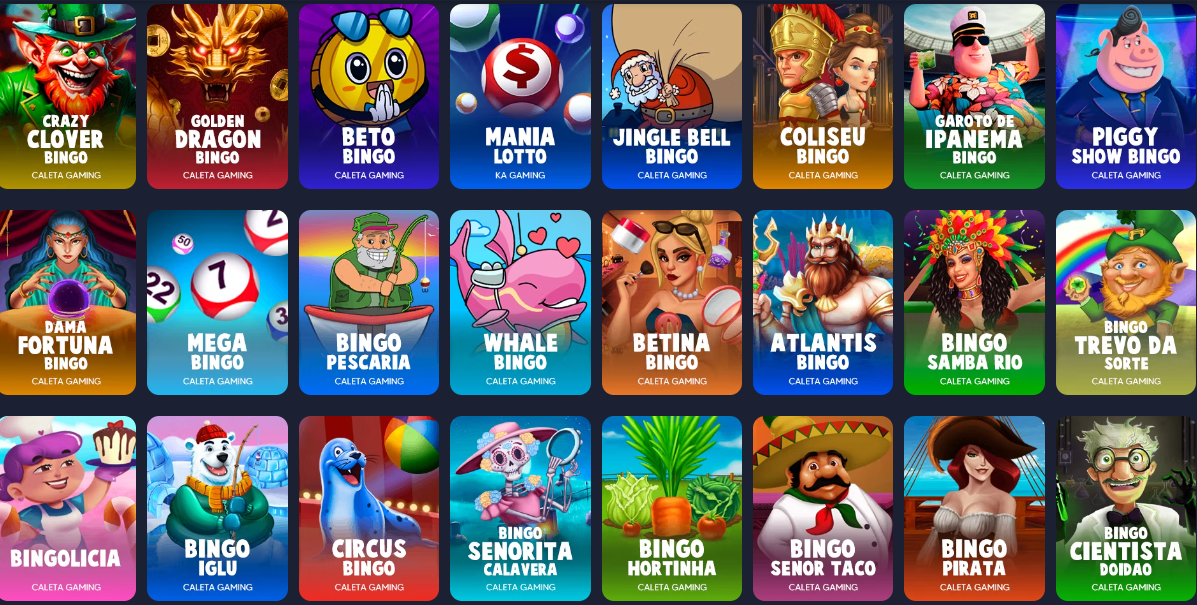 CRAZY
CLOVER
BINGO
CALETA GAMING
GOLDEN
DRAGON
BINGO
CALETA GAMING
BETO
BINGO
CALETA GAMING
$
MANIA
LOTTO
KA GAMING
JINGLE BELL
BINGO
CALETA GAMING
COLISEU
BINGO
CALETA GAMING
GAROTO DE
IPANEMA
BINGO
CALETA GAMING
PIGGY
SHOW BINGO
CALETA GAMING
DAMA
FORTUNA
BINGO
CALETA GAMING
2
50
7
22
3
MEGA
BINGO
CALETA GAMING
BINGO
PESCARIA
CALETA GAMING
WHALE
BINGO
CALETA GAMING
BETINA
BINGO
CALETA GAMING
ATLANTIS
BINGO
CALETA GAMING
BINGO
SAMBA RIO
CALETA GAMING
BINGO
TREVO DA
SORTE
CALETA GAMING
BINGOLICIA
CALETA GAMING
BINGO
IGLU
CALETA GAMING
CIRCUS
BINGO
CALETA GAMING
BINGO
SENORITA
CALAVERA
CALETA GAMING
BINGO
HORTINHA
CALETA GAMING
BINGO
SENOR TACO
CALETA GAMING
BINGO
PIRATA
CALETA GAMING
BINGO
CIENTISTA
DOIDAO
CALETA GAMING